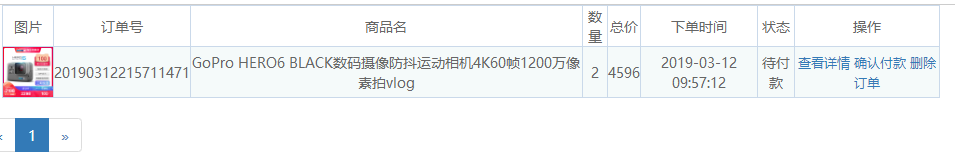 图片 订单号 商品名 数量 总价 下单时间 状态 操作
20190312215711471 GoPro HERO6 BLACK数码摄像防抖运动相机4K60帧1200万像素拍vlog 2 4596 2019-03-12 09:57:12 待付款 查看详情 确认付款 删除订单
« 1 »